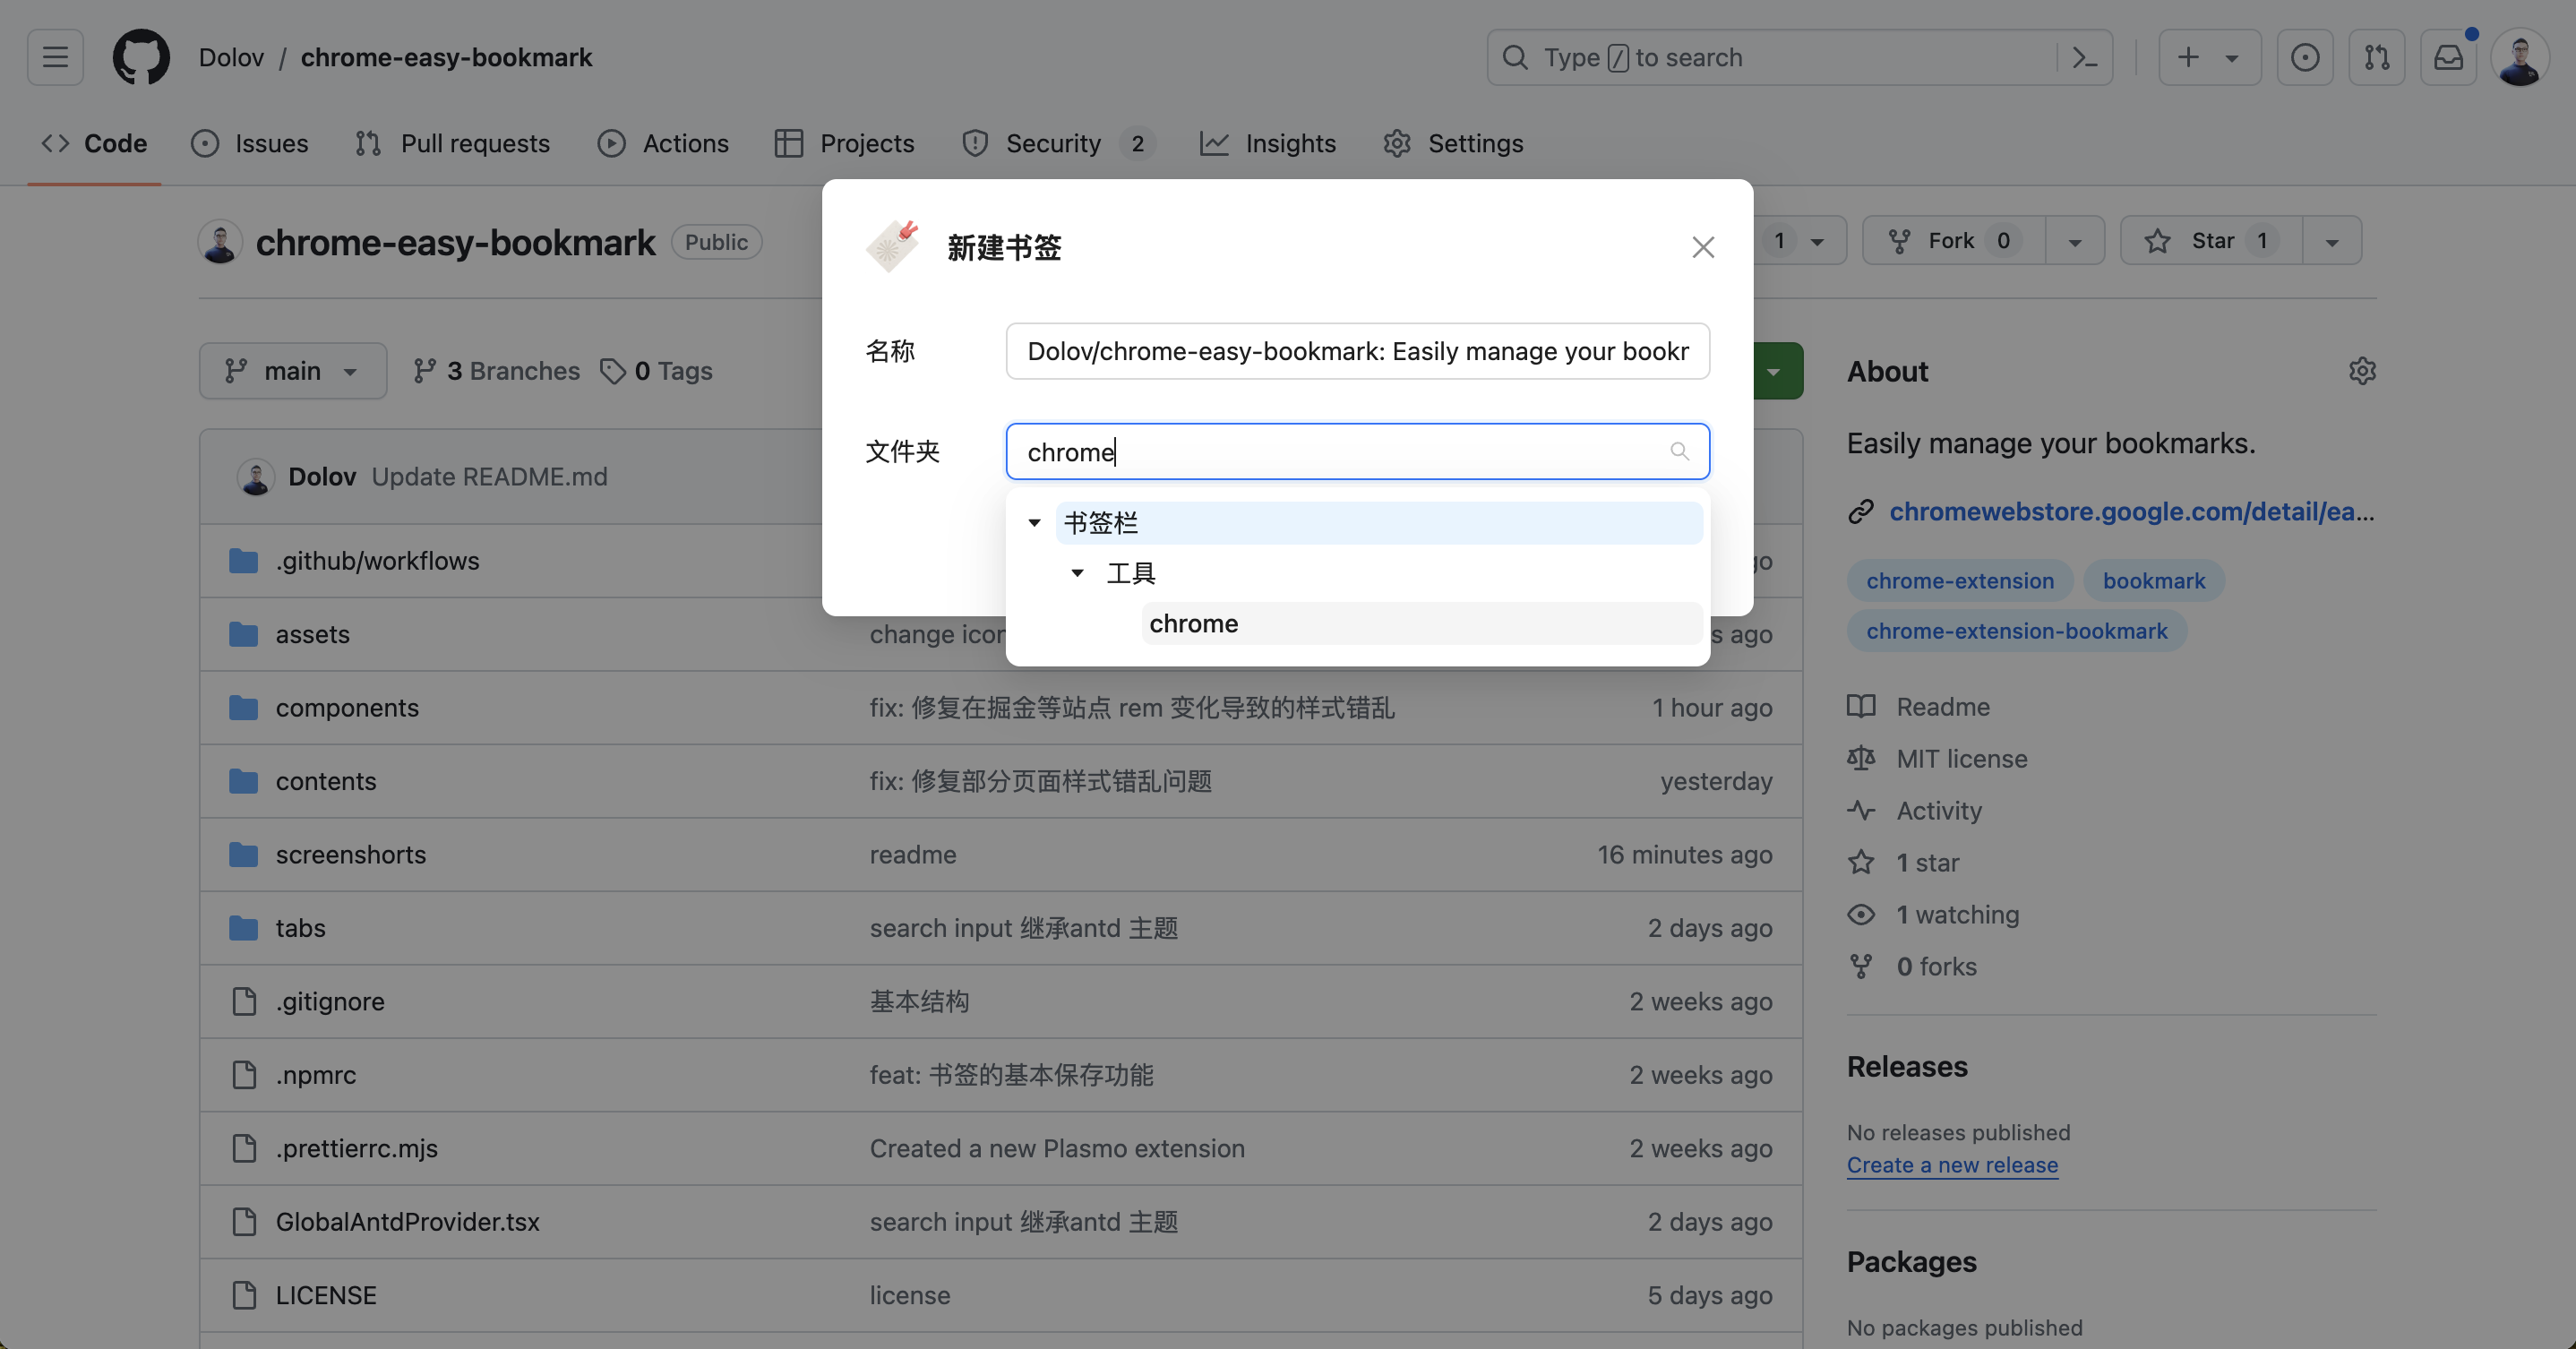 Dolov / chrome-easy-bookmark
Type / to search
Code
Issues
Pull requests
Actions
Projects
Security 2
Insights
Settings
chrome-easy-bookmark Public
1
Fork 0
Star 1
新建书签
名称
Dolov/chrome-easy-bookmark: Easily manage your bookr
文件夹
chrome
书签栏
工具
chrome
main
3 Branches
0 Tags
Dolov Update README.md
.github/workflows
assets change icon s ago
components fix: 修复在掘金等站点 rem 变化导致的样式错乱 1 hour ago
contents fix: 修复部分页面样式错乱问题 yesterday
screenshorts readme 16 minutes ago
tabs search input 继承antd 主题 2 days ago
.gitignore 基本结构 2 weeks ago
.npmrc feat: 书签的基本保存功能 2 weeks ago
.prettierrc.mjs Created a new Plasmo extension 2 weeks ago
GlobalAntdProvider.tsx search input 继承antd 主题 2 days ago
LICENSE license 5 days ago
About
Easily manage your bookmarks.
chromewebstore.google.com/detail/ea...
chrome-extension bookmark
chrome-extension-bookmark
Readme
MIT license
Activity
1 star
1 watching
0 forks
Releases
No releases published
Create a new release
Packages
No packages published